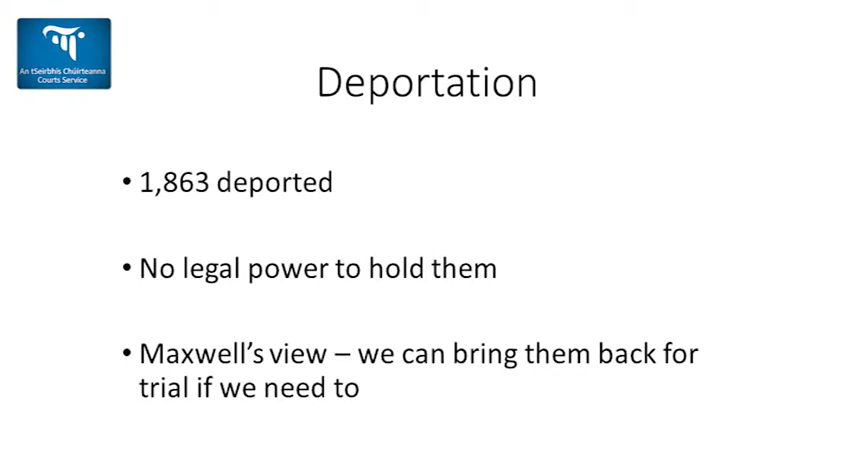 An tSeirbhís Chúirteanna
Courts Service
Deportation
• 1,863 deported
• No legal power to hold them
• Maxwell's view – we can bring them back for
trial if we need to